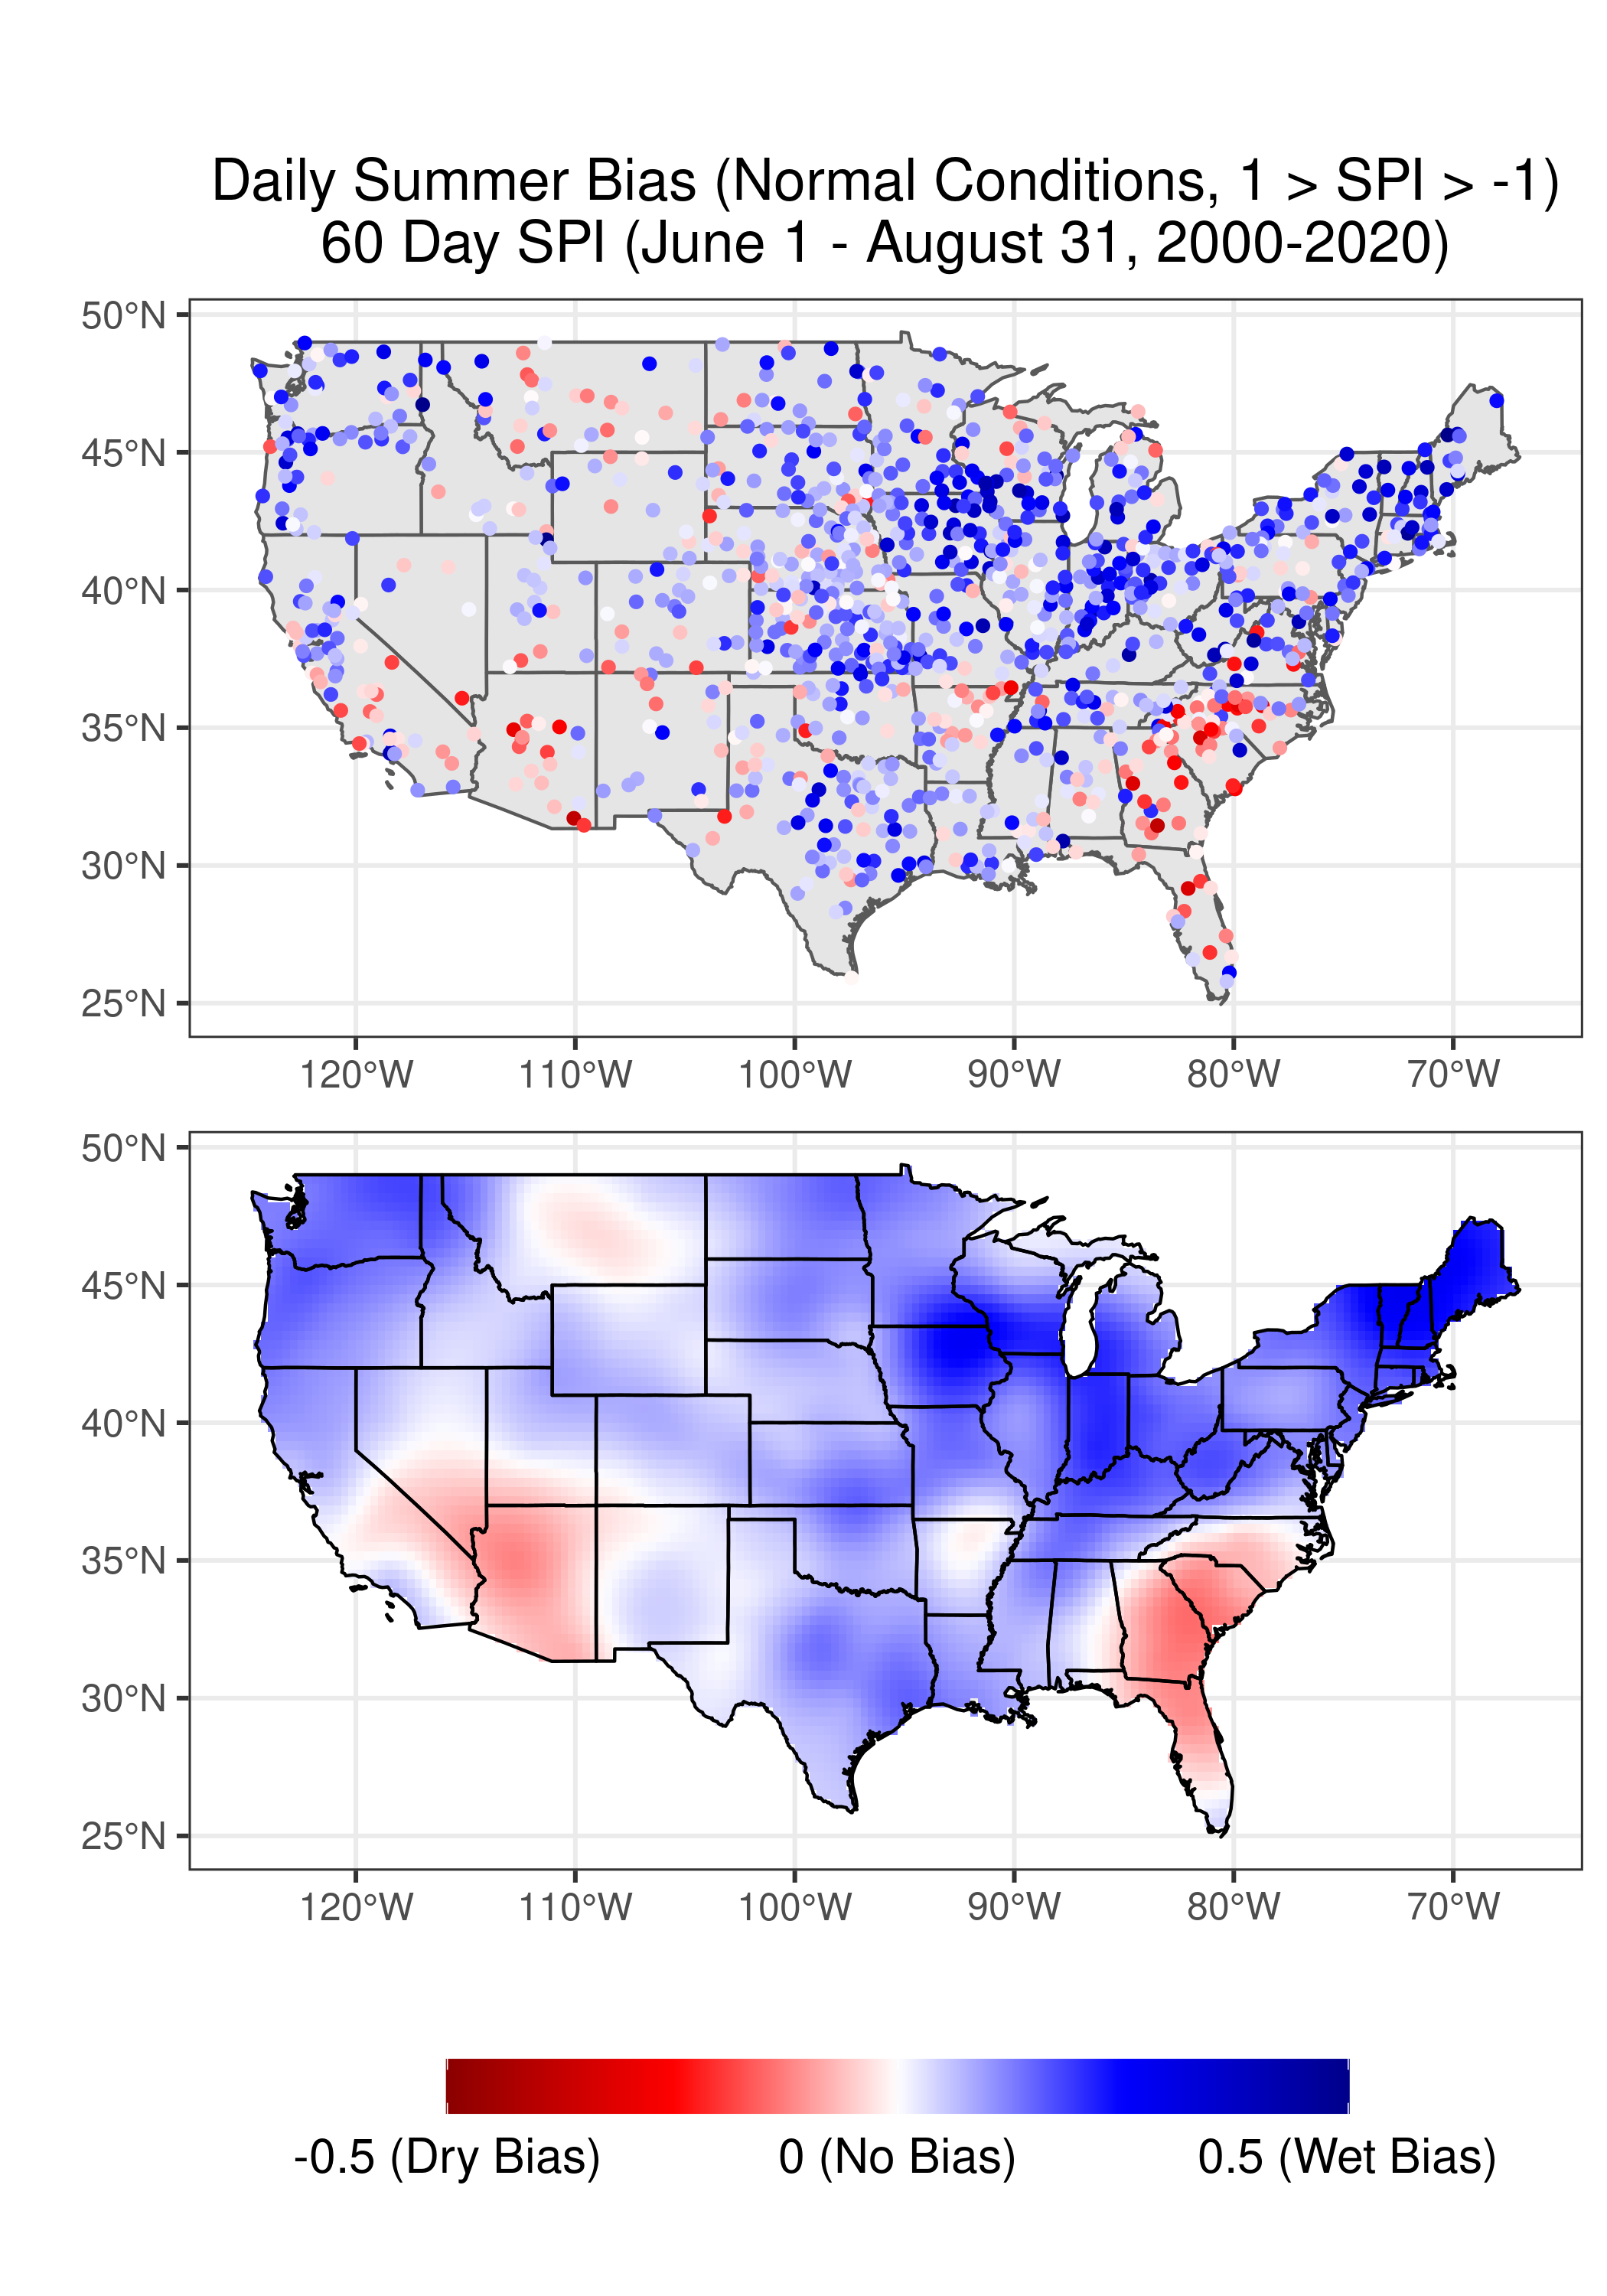 Daily Summer Bias (Normal Conditions, 1 > SPI > -1)
60 Day SPI (June 1 - August 31, 2000-2020)
50°N
45°N
40°N
35°N
30°N
25°N
120°W 110°W 100°W 90°W 80°W 70°W
50°N
45°N
40°N
35°N
30°N
25°N
120°W 110°W 100°W 90°W 80°W 70°W
-0.5 (Dry Bias) 0 (No Bias) 0.5 (Wet Bias)